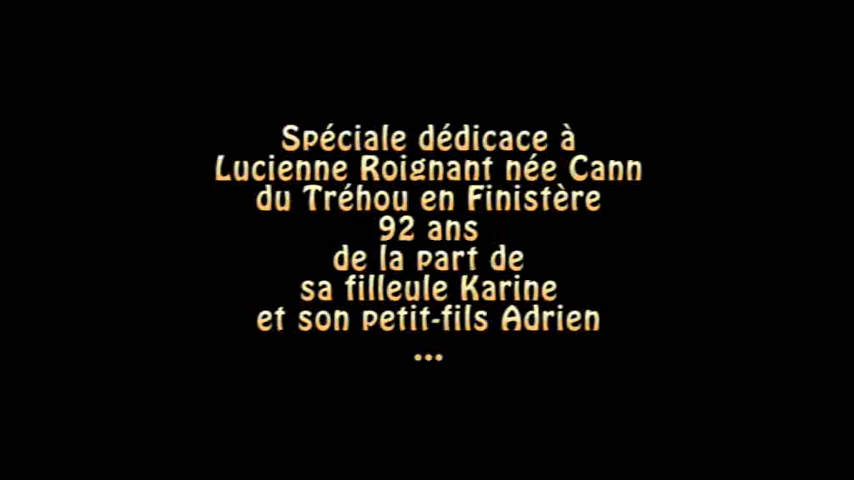 Spéciale dédicace à
Lucienne Roignant née Cann
du Tréhou en Finistère
92 ans
de la part de
sa filleule Karine
et son petit-fils Adrien
...